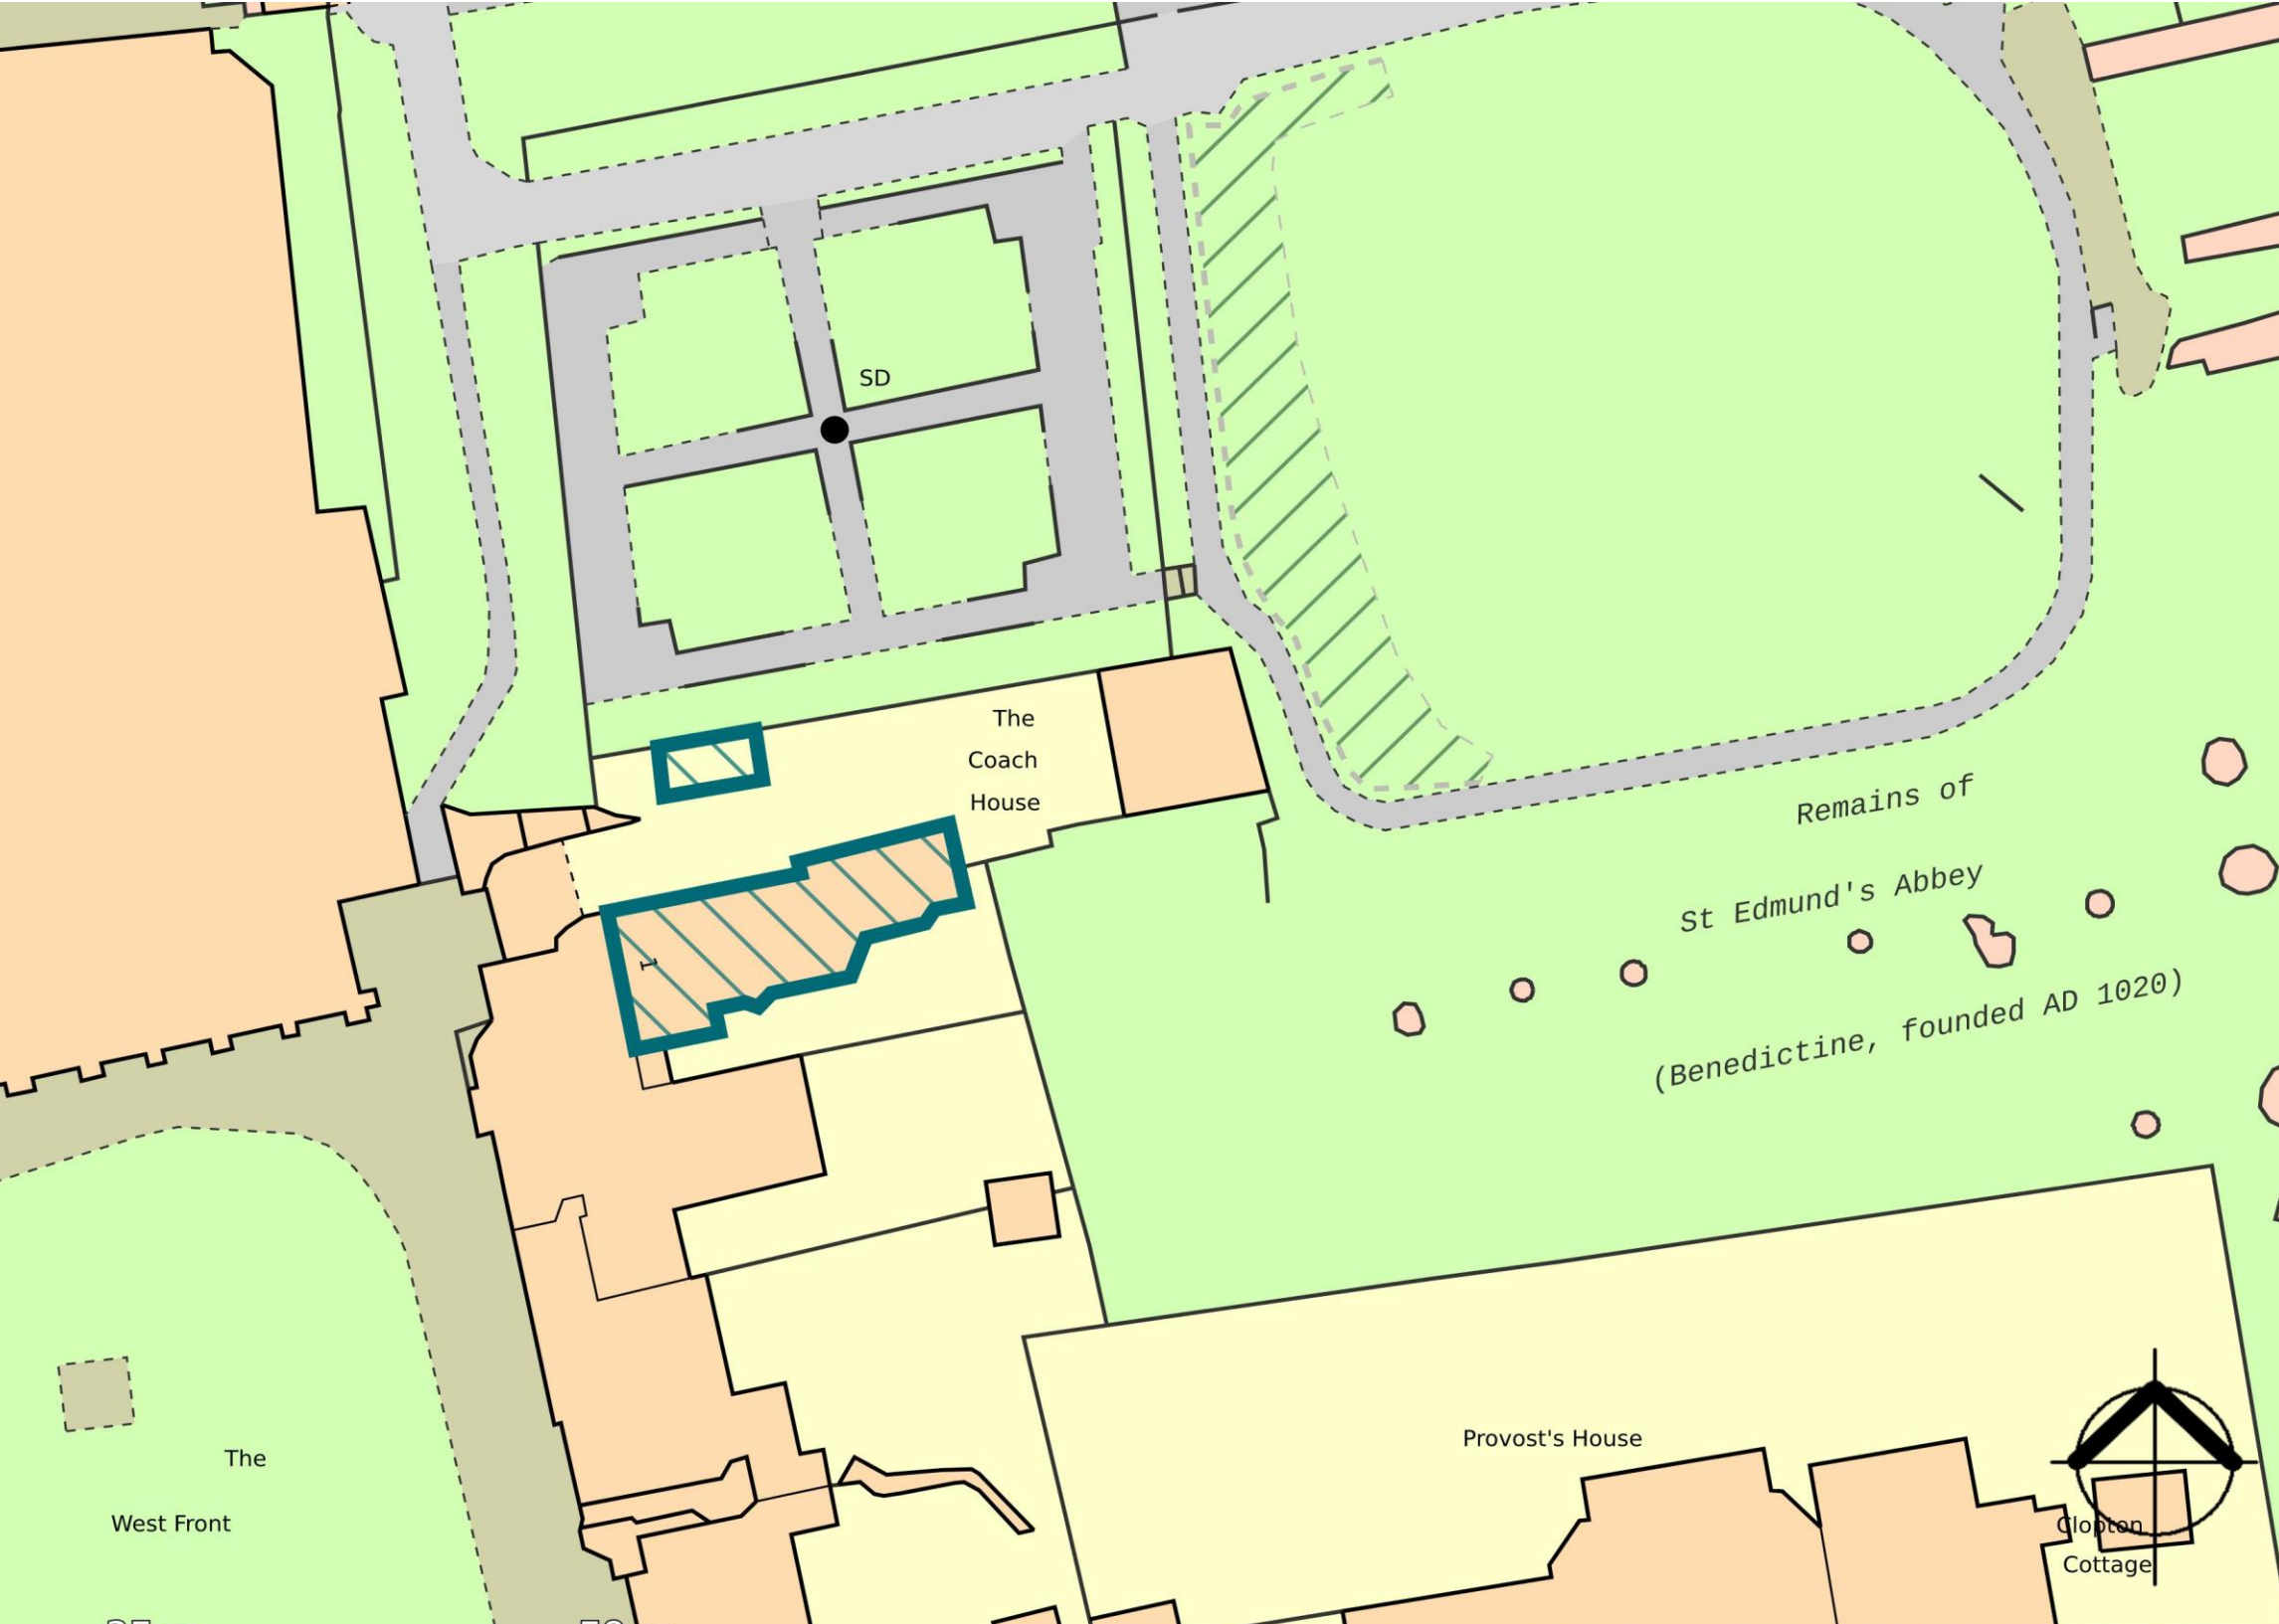 SD
The
Coach
House
Remains of
St Edmund's Abbey
(Benedictine, founded AD 1020)
1
The
West Front
Provost's House
Clopton
Cottage